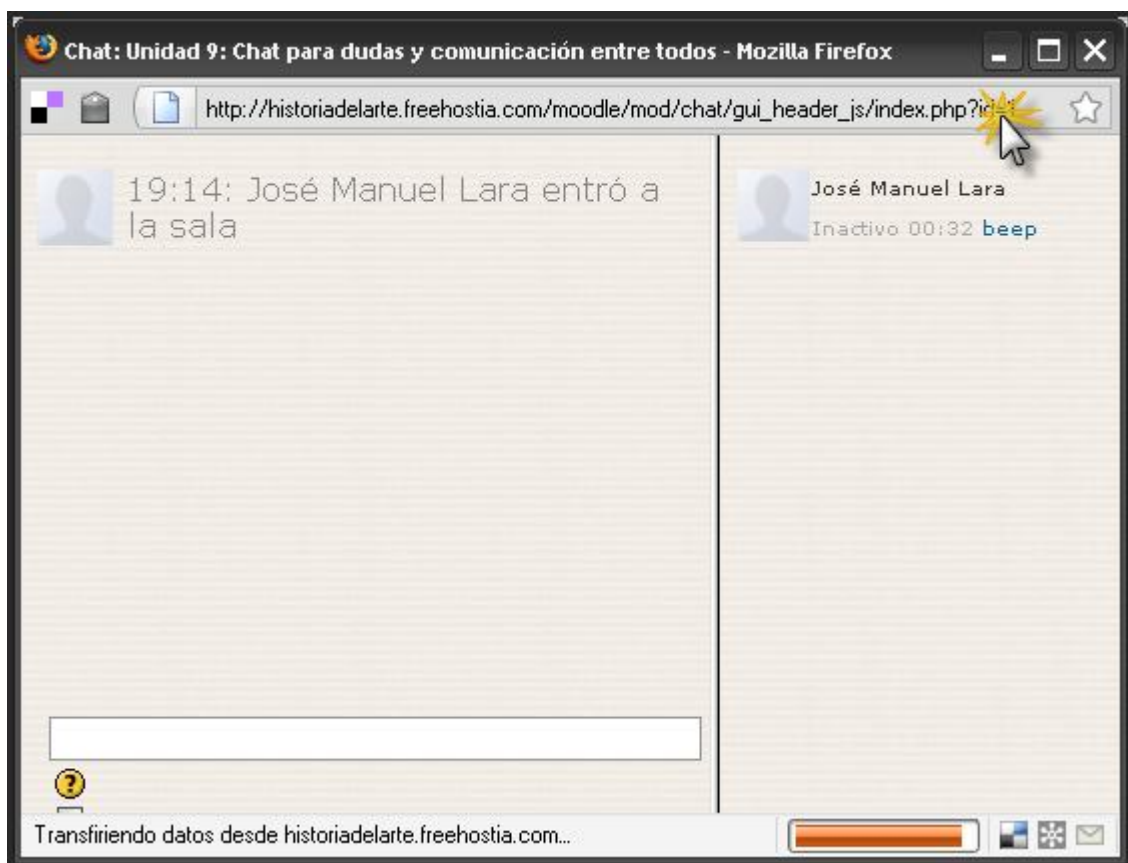 Chat: Unidad 9: Chat para dudas y comunicación entre todos - Mozilla Firefox
http://historiadelarte.freehostia.com/moodle/mod/chat/gui_header_js/index.php?id=1
19:14: José Manuel Lara entró a
la sala
José Manuel Lara
Inactivo 00:32 beep
?
Transfiriendo datos desde historiadelarte.freehostia.com...